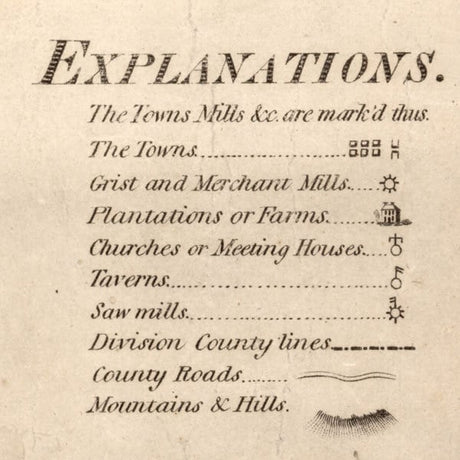 EXPLANATIONS.
The Towns Mills &c. are mark'd thus.
The Towns
Grist and Merchant Mills
Plantations or Farms
Churches or Meeting Houses
Taverns
Saw mills
Division County lines
County Roads
Mountains & Hills.